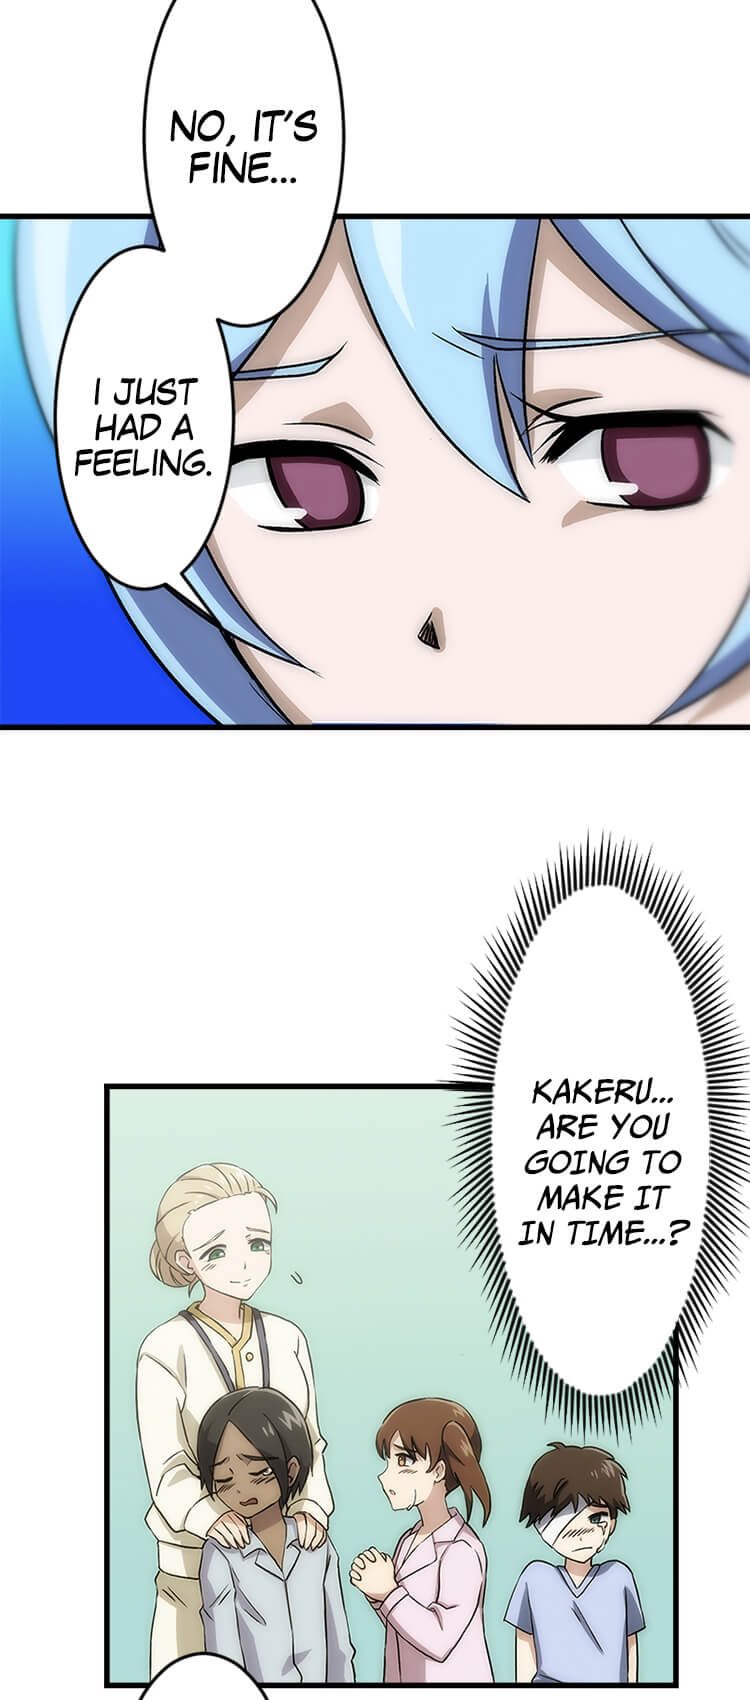 NO, IT'S
FINE...
I JUST
HAD A
FEELING.
KAKERU...
ARE YOU
GOING TO
MAKE IT
IN TIME...?